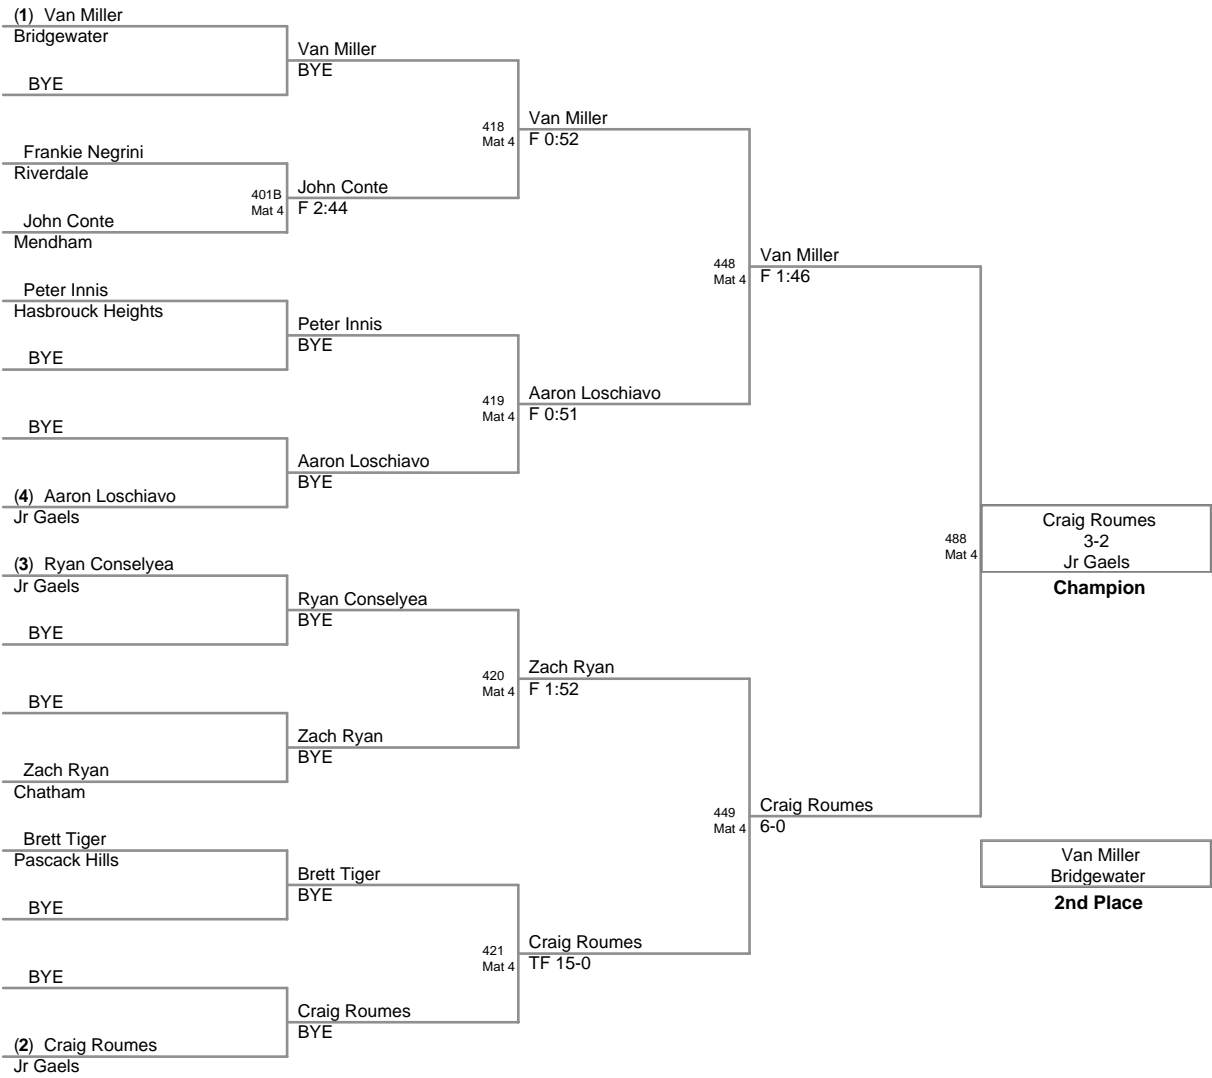 (1) Van Miller
Bridgewater
BYE
Frankie Negrini
Riverdale
John Conte
Mendham
Peter Innis
Hasbrouck Heights
BYE
BYE
(4) Aaron Loschiavo
Jr Gaels
(3) Ryan Conselyea
Jr Gaels
BYE
BYE
Zach Ryan
Chatham
Brett Tiger
Pascack Hills
BYE
BYE
(2) Craig Roumes
Jr Gaels
Van Miller
BYE
401B
Mat 4
John Conte
F 2:44
Peter Innis
BYE
Aaron Loschiavo
BYE
Ryan Conselyea
BYE
Zach Ryan
BYE
Brett Tiger
BYE
Craig Roumes
BYE
418
Mat 4
Van Miller
F 0:52
419
Mat 4
Aaron Loschiavo
F 0:51
420
Mat 4
Zach Ryan
F 1:52
421
Mat 4
Craig Roumes
TF 15-0
448
Mat 4
Van Miller
F 1:46
449
Mat 4
Craig Roumes
6-0
488
Mat 4
Craig Roumes
3-2
Jr Gaels
Champion
Van Miller
Bridgewater
2nd Place